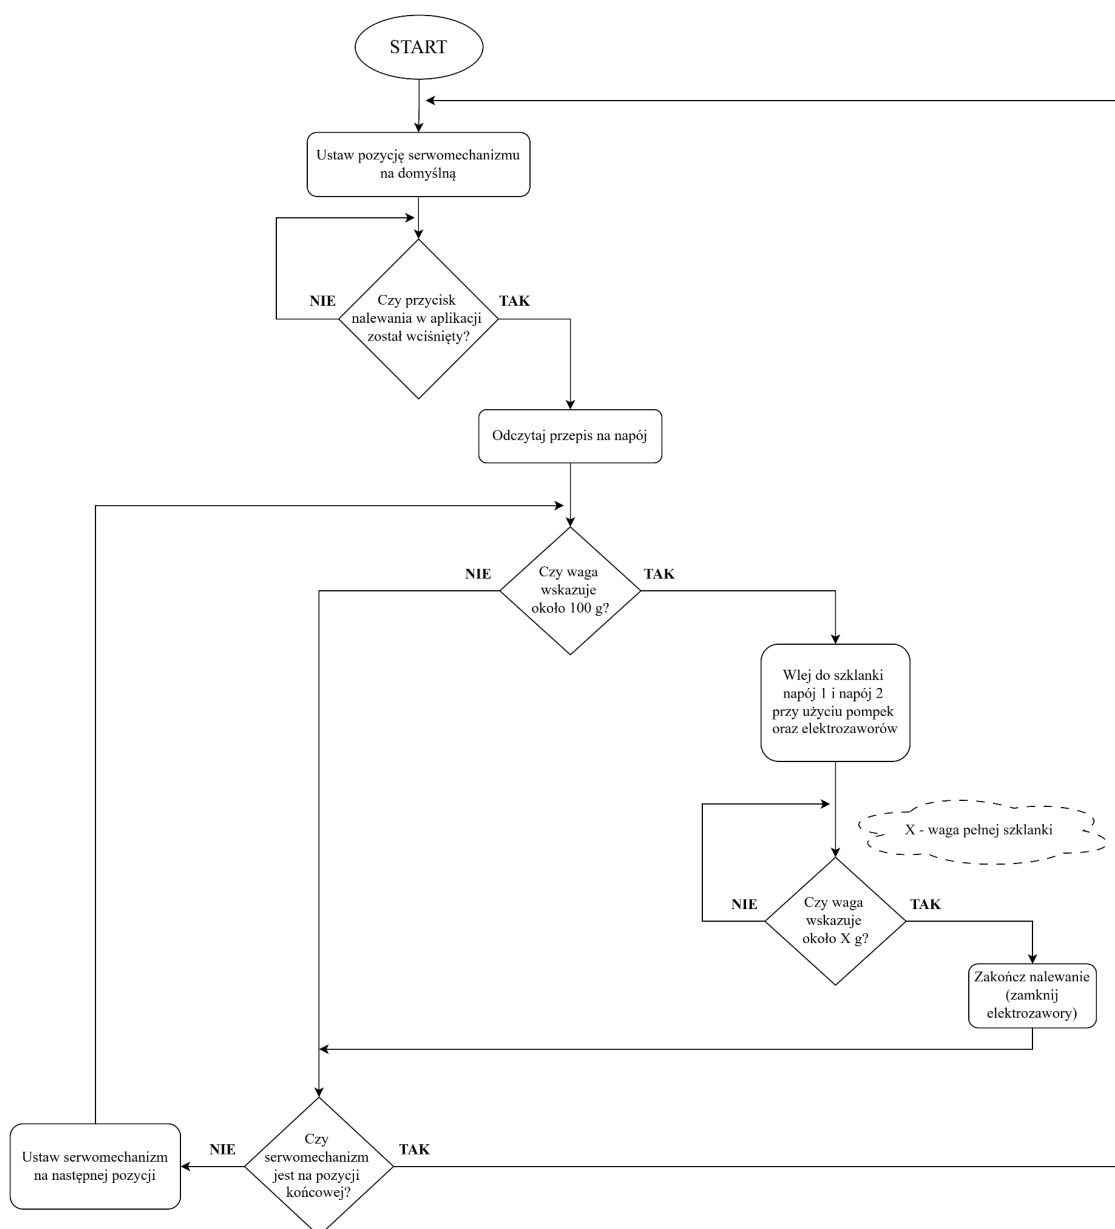 START
Ustaw pozycję serwomechanizmu
na domyślną
NIE
Czy przycisk
nalewania w aplikacji
został wciśnięty?
TAK
Odczytaj przepis na napój
NIE
Czy waga
wskazuje
około 100 g?
TAK
Wlej do szklanki
napój 1 i napój 2
przy użyciu pompek
oraz elektrozaworów
X - waga pełnej szklanki
NIE
Czy waga
wskazuje
około X g?
TAK
Zakończ nalewanie
(zamknij
elektrozawory)
Ustaw serwomechanizm
na następnej pozycji
NIE
Czy
serwomechanizm
jest na pozycji
końcowej?
TAK